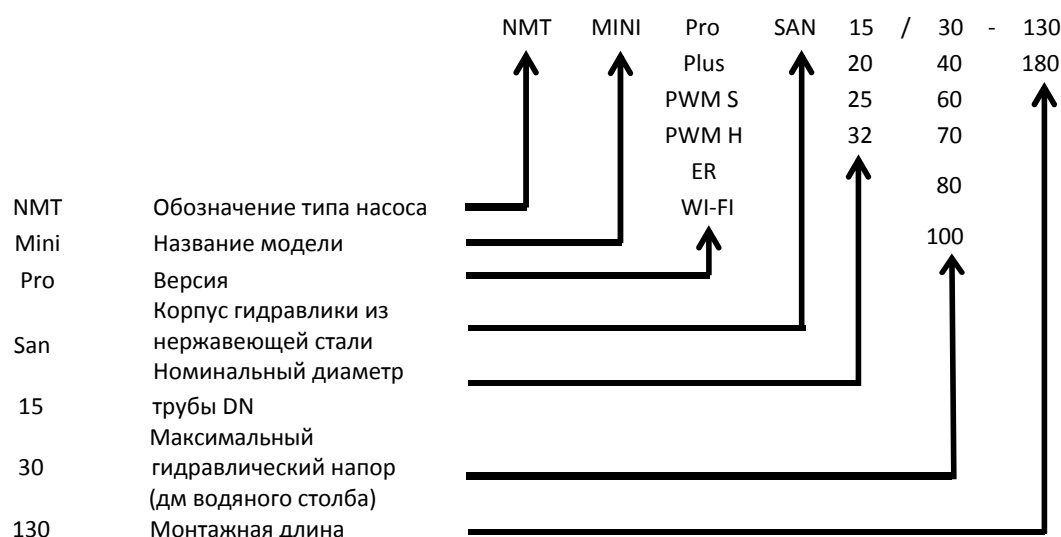 NMT MINI Pro SAN 15 / 30 - 130
Plus 20 40 180
PWM S 25 60
PWM H 32 70
ER
80
NMT Обозначение типа насоса WI-FI
Mini Название модели 100
Pro Версия
Корпус гидравлики из
San нержавеющей стали
Номинальный диаметр
15 трубы DN
Максимальный
30 гидравлический напор
(дм водяного столба)
130 Монтажная длина